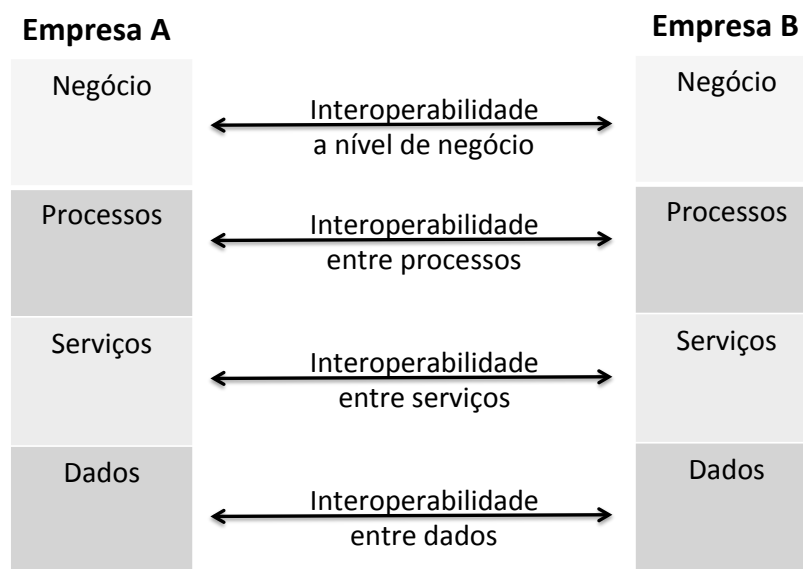 Empresa A
Empresa B
Negócio
Interoperabilidade
a nível de negócio
Negócio
Processos
Interoperabilidade
entre processos
Processos
Serviços
Interoperabilidade
entre serviços
Serviços
Dados
Interoperabilidade
entre dados
Dados